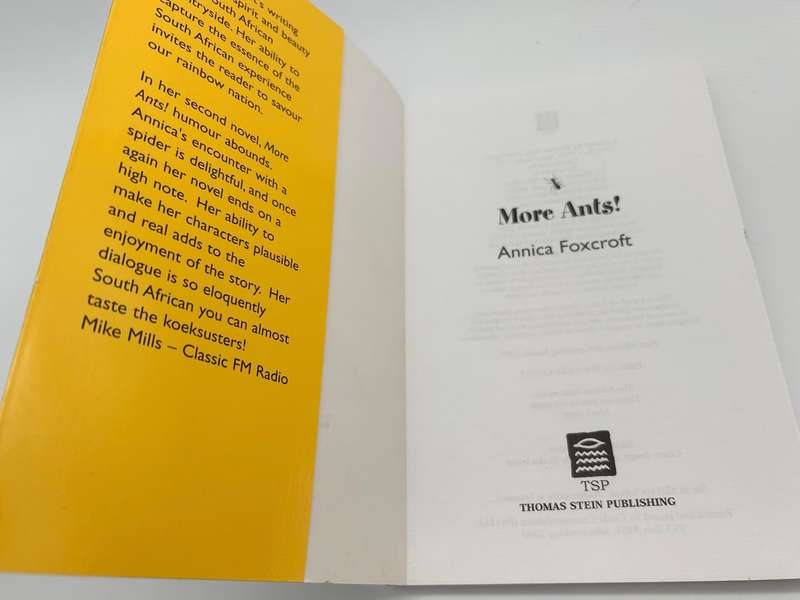 writing
spirit and beauty
South African
Her ability to
capture the essence of the
South African experience
invites the reader to savour
our rainbow nation.
In her second novel, More
Ants! humour abounds.
Annica's encounter with a
spider is delightful, and once
again her novel ends on a
high note. Her ability to
make her characters plausible
and real adds to the
enjoyment of the story. Her
dialogue is so eloquently
South African you can almost
taste the koeksusters!
Mike Mills – Classic FM Radio
More Ants!
Annica Foxcroft
TSP
THOMAS STEIN PUBLISHING